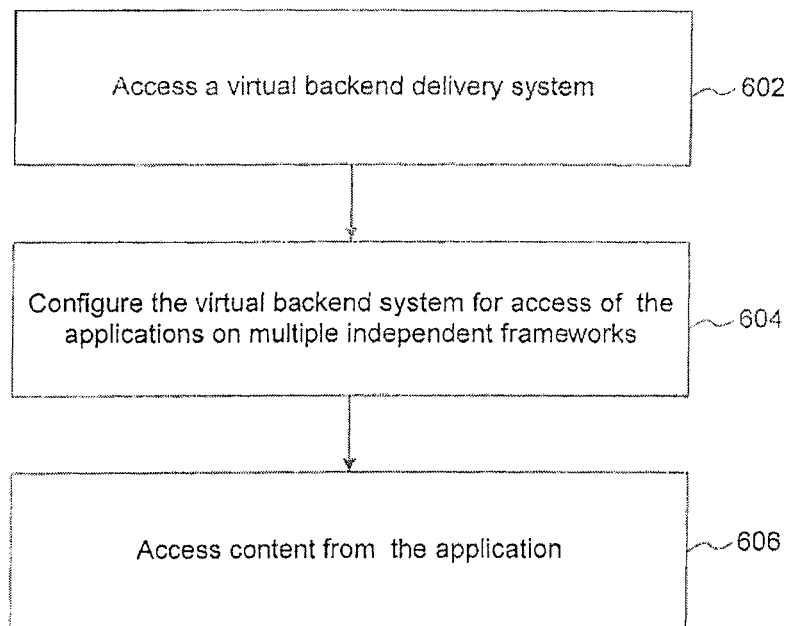 Access a virtual backend delivery system
602
Configure the virtual backend system for access of the
applications on multiple independent frameworks
604
Access content from the application
606